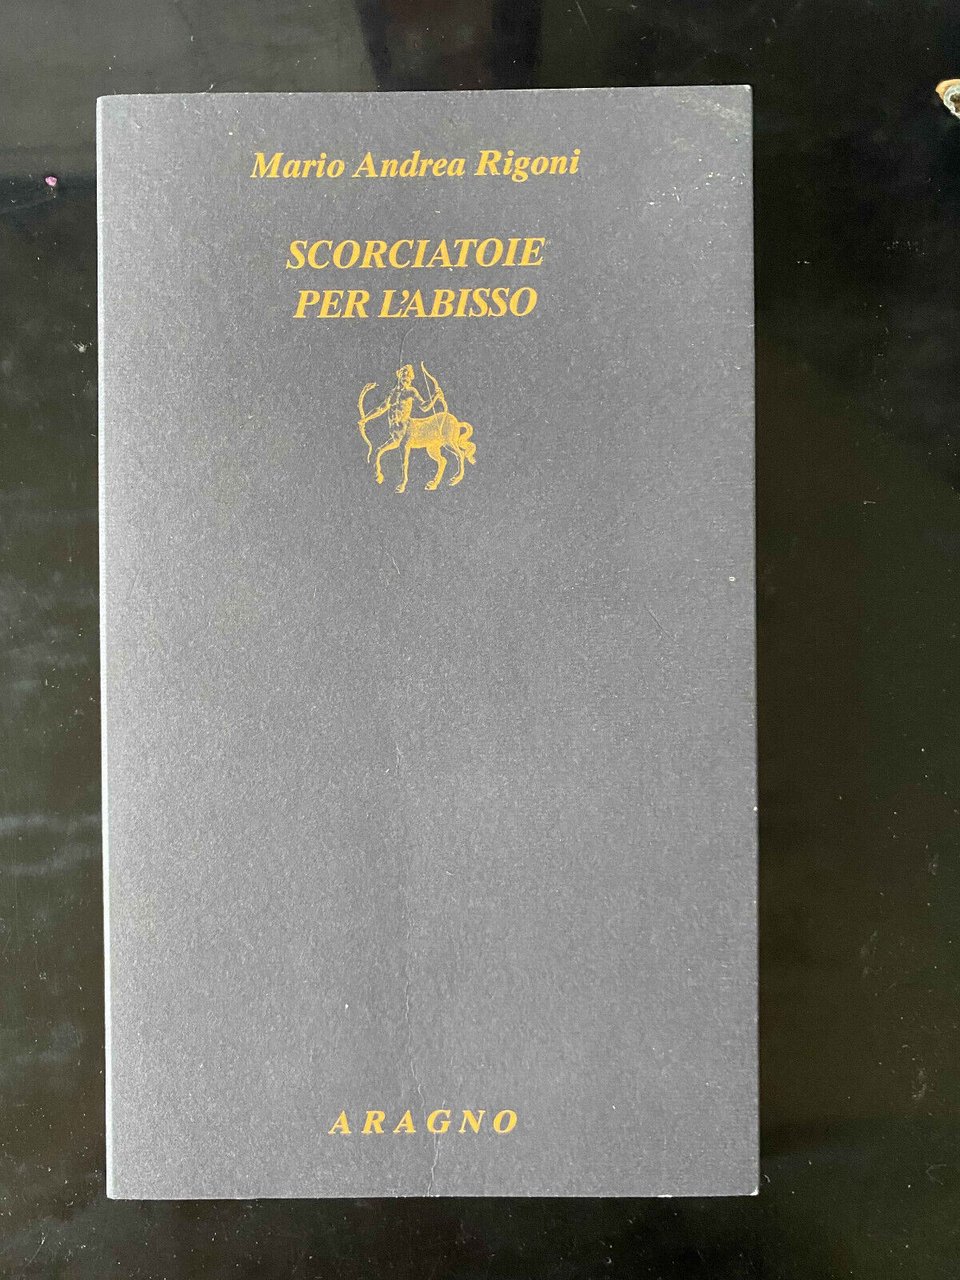 Mario Andrea Rigoni
SCORCIATOIE
PER L'ABISSO
ARAGNO